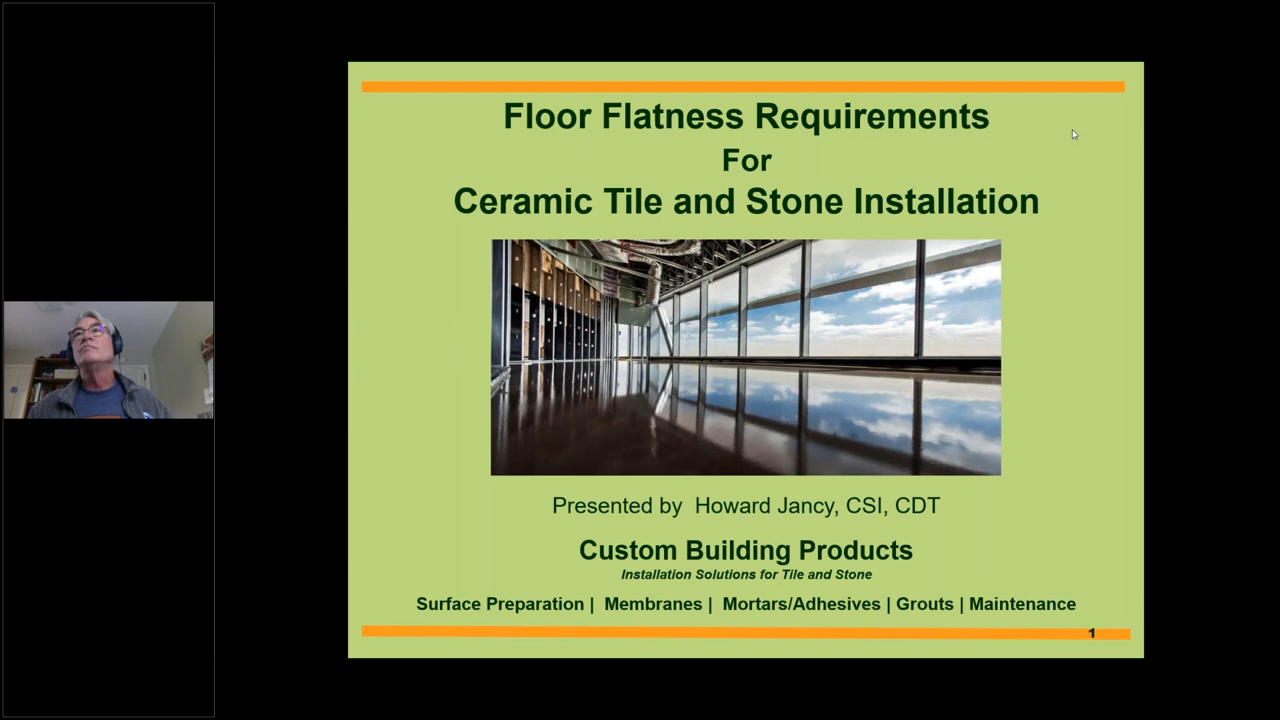 Floor Flatness Requirements
For
Ceramic Tile and Stone Installation
Presented by  Howard Jancy, CSI, CDT
Custom Building Products
Installation Solutions for Tile and Stone
Surface Preparation |  Membranes |  Mortars/Adhesives | Grouts | Maintenance
1